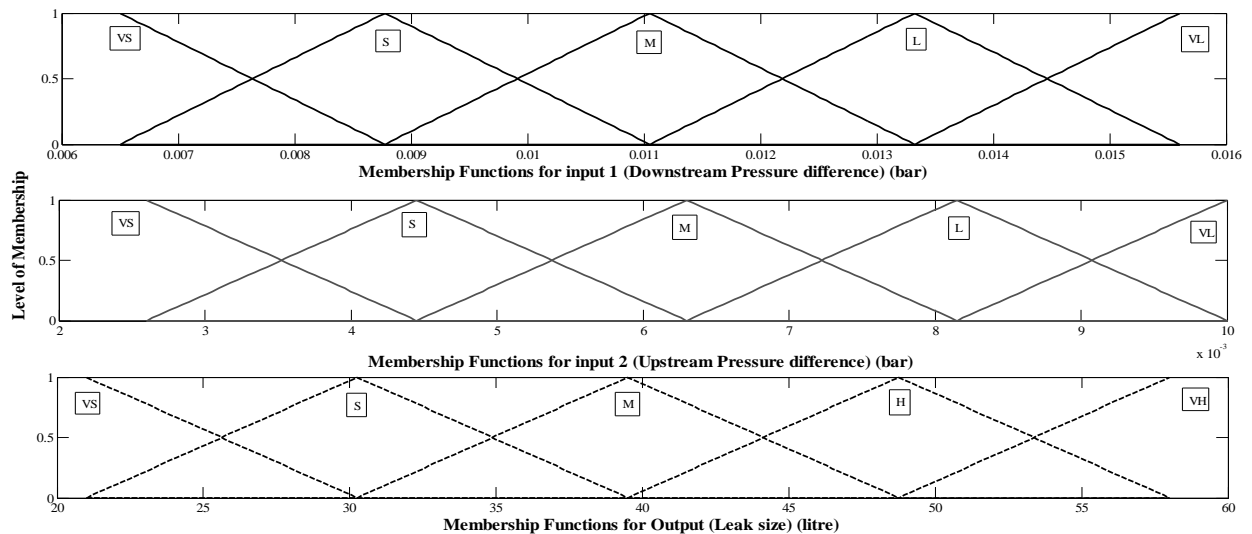 1
VS
S
M
L
VL
0.5
0
0.006
0.007
0.008
0.009
0.01
0.011
0.012
0.013
0.014
0.015
0.016
Membership Functions for input 1 (Downstream Pressure difference) (bar)
Level of Membership
1
VS
S
M
L
VL
0.5
0
2
3
4
5
6
7
8
9
10
x 10-3
Membership Functions for input 2 (Upstream Pressure difference) (bar)
1
VS
S
M
H
VH
0.5
0
20
25
30
35
40
45
50
55
60
Membership Functions for Output (Leak size) (litre)